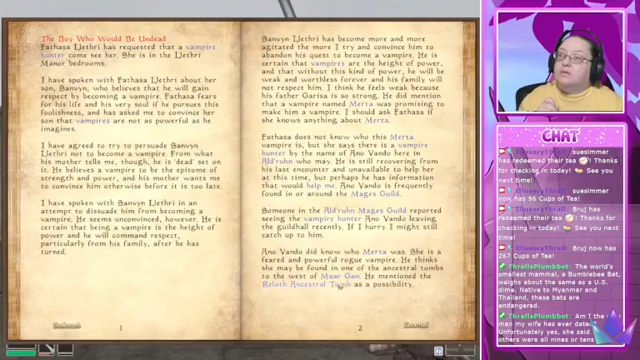 The Boy Who Would Be Undead
Fathasa Llethri has requested that a vampire
hunter come see her. She is in the Llethri
Manor bedrooms.
I have spoken with Fathasa Llethri about her
son, Sanvyn, who believes that he will gain
respect by becoming a vampire. Fathasa fears
for his life and his very soul if he pursues this
foolishness, and has asked me to convince her
son that vampires are not as powerful as he
imagines.
I have agreed to try to persuade Sanvyn
Llethri not to become a vampire. From what
his mother tells me, though, he is 'dead' set on
it. He believes a vampire to be the epitome of
strength and power, and his mother wants me
to convince him otherwise before it is too late.
I have spoken with Sanvyn Llethri in an
attempt to dissuade him from becoming a
vampire. He seems unconvinced, however. He is
certain that being a vampire is the height of
power and he will command respect,
particularly from his family, after he has
turned.
1
Sanvyn Llethri has become more and more
agitated the more I try and convince him to
abandon his quest to become a vampire. He is
certain that vampires are the height of power,
and that without this kind of power, he will be
weak and worthless forever and his family will
not respect him. I think he feels weak because
his father Garisa is so strong. He did mention
that a vampire named Merta was promising to
make him a vampire. I should ask Fathasa if
she knows anything about Merta.
Fathasa does not know who this Merta
vampire is, but she says there is a vampire
hunter by the name of Ano Vando here in
Ald'ruhn who may. He is still recovering from
his last encounter and unavailable to help her
at this time, but perhaps he has information
that would help me. Ano Vando is frequently
found in or around the Mages Guild.
Someone in the Ald'ruhn Mages Guild reported
seeing the vampire hunter Ano Vando leaving
the guildhall recently. If I hurry I might still
catch up to him.
Ano Vando did know who Merta was. She is a
feared and powerful rogue vampire. He thinks
she may be found in one of the ancestral tombs
to the west of Maar Gan. He mentioned the
Reloth Ancestral Tomb as a possibility.
2
CHAT
suesimmer
has redeemed their tea! Thanks
for checking in today! See you
next time!
suesimmer
now has 96 Cups of Tea!
Bruj has
redeemed their tea! Thanks for
checking in today! See you next
time!
Bruj now has
267 Cups of Tea!
ThrallsPlumbbot: The world's
smallest mammal, a Bumblebee Bat,
weighs about the same as a U.S.
dime. Native to Myanmar and
Thailand, these bats are
endangered.
ThrallsPlumbbot: Am I the
man my wife has ever date
Unfortunately yes, she said
others were all nines or tens